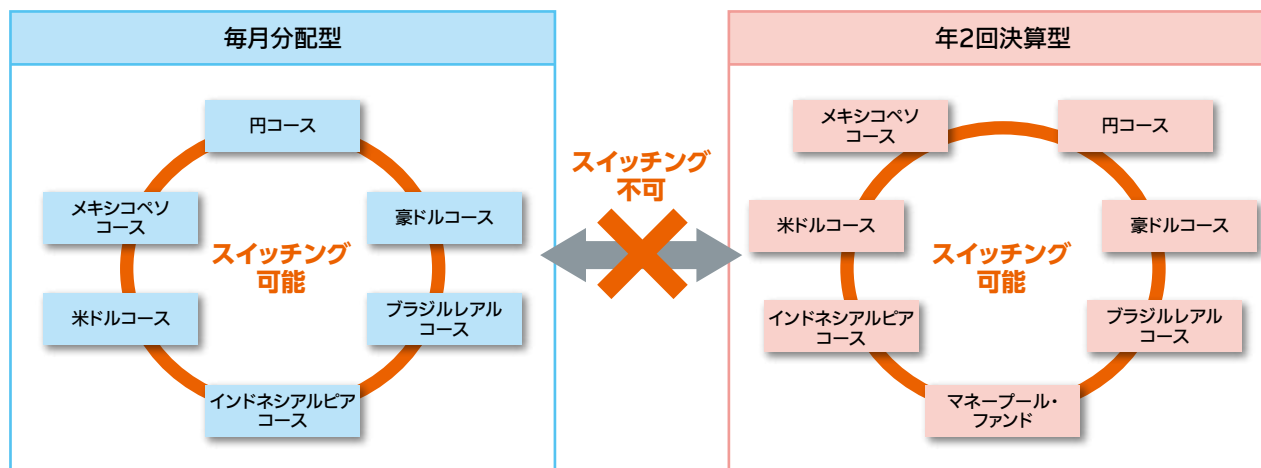 毎月分配型
円コース
メキシコペソ
コース
豪ドルコース
スイッチング
可能
米ドルコース
ブラジルレアル
コース
インドネシアルピア
コース
スイッチング
不可
年2回決算型
メキシコペソ
コース
円コース
米ドルコース
豪ドルコース
スイッチング
可能
インドネシアルピア
コース
ブラジルレアル
コース
マネープール・
ファンド